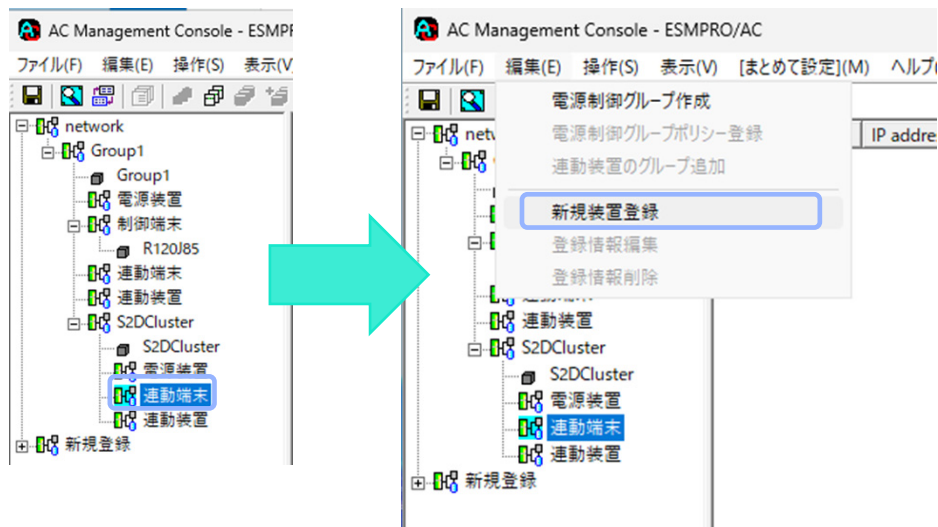 AC Management Console - ESMPR
ファイル(F) 編集(E) 操作(S) 表示(V
network
Group1
Group1
電源装置
制御端末
R120J85
連動端末
連動装置
S2DCluster
S2DCluster
電源装置
連動端末
連動装置
新規登録
AC Management Console - ESMPRO/AC
ファイル(F) 編集(E) 操作(S) 表示(V) [まとめて設定](M) ヘルプ(
電源制御グループ作成
電源制御グループポリシー登録
連動装置のグループ追加
新規装置登録
登録情報編集
登録情報削除
IP addre
netw
連動装置
S2DCluster
S2DCluster
電源装置
連動端末
連動装置
新規登録